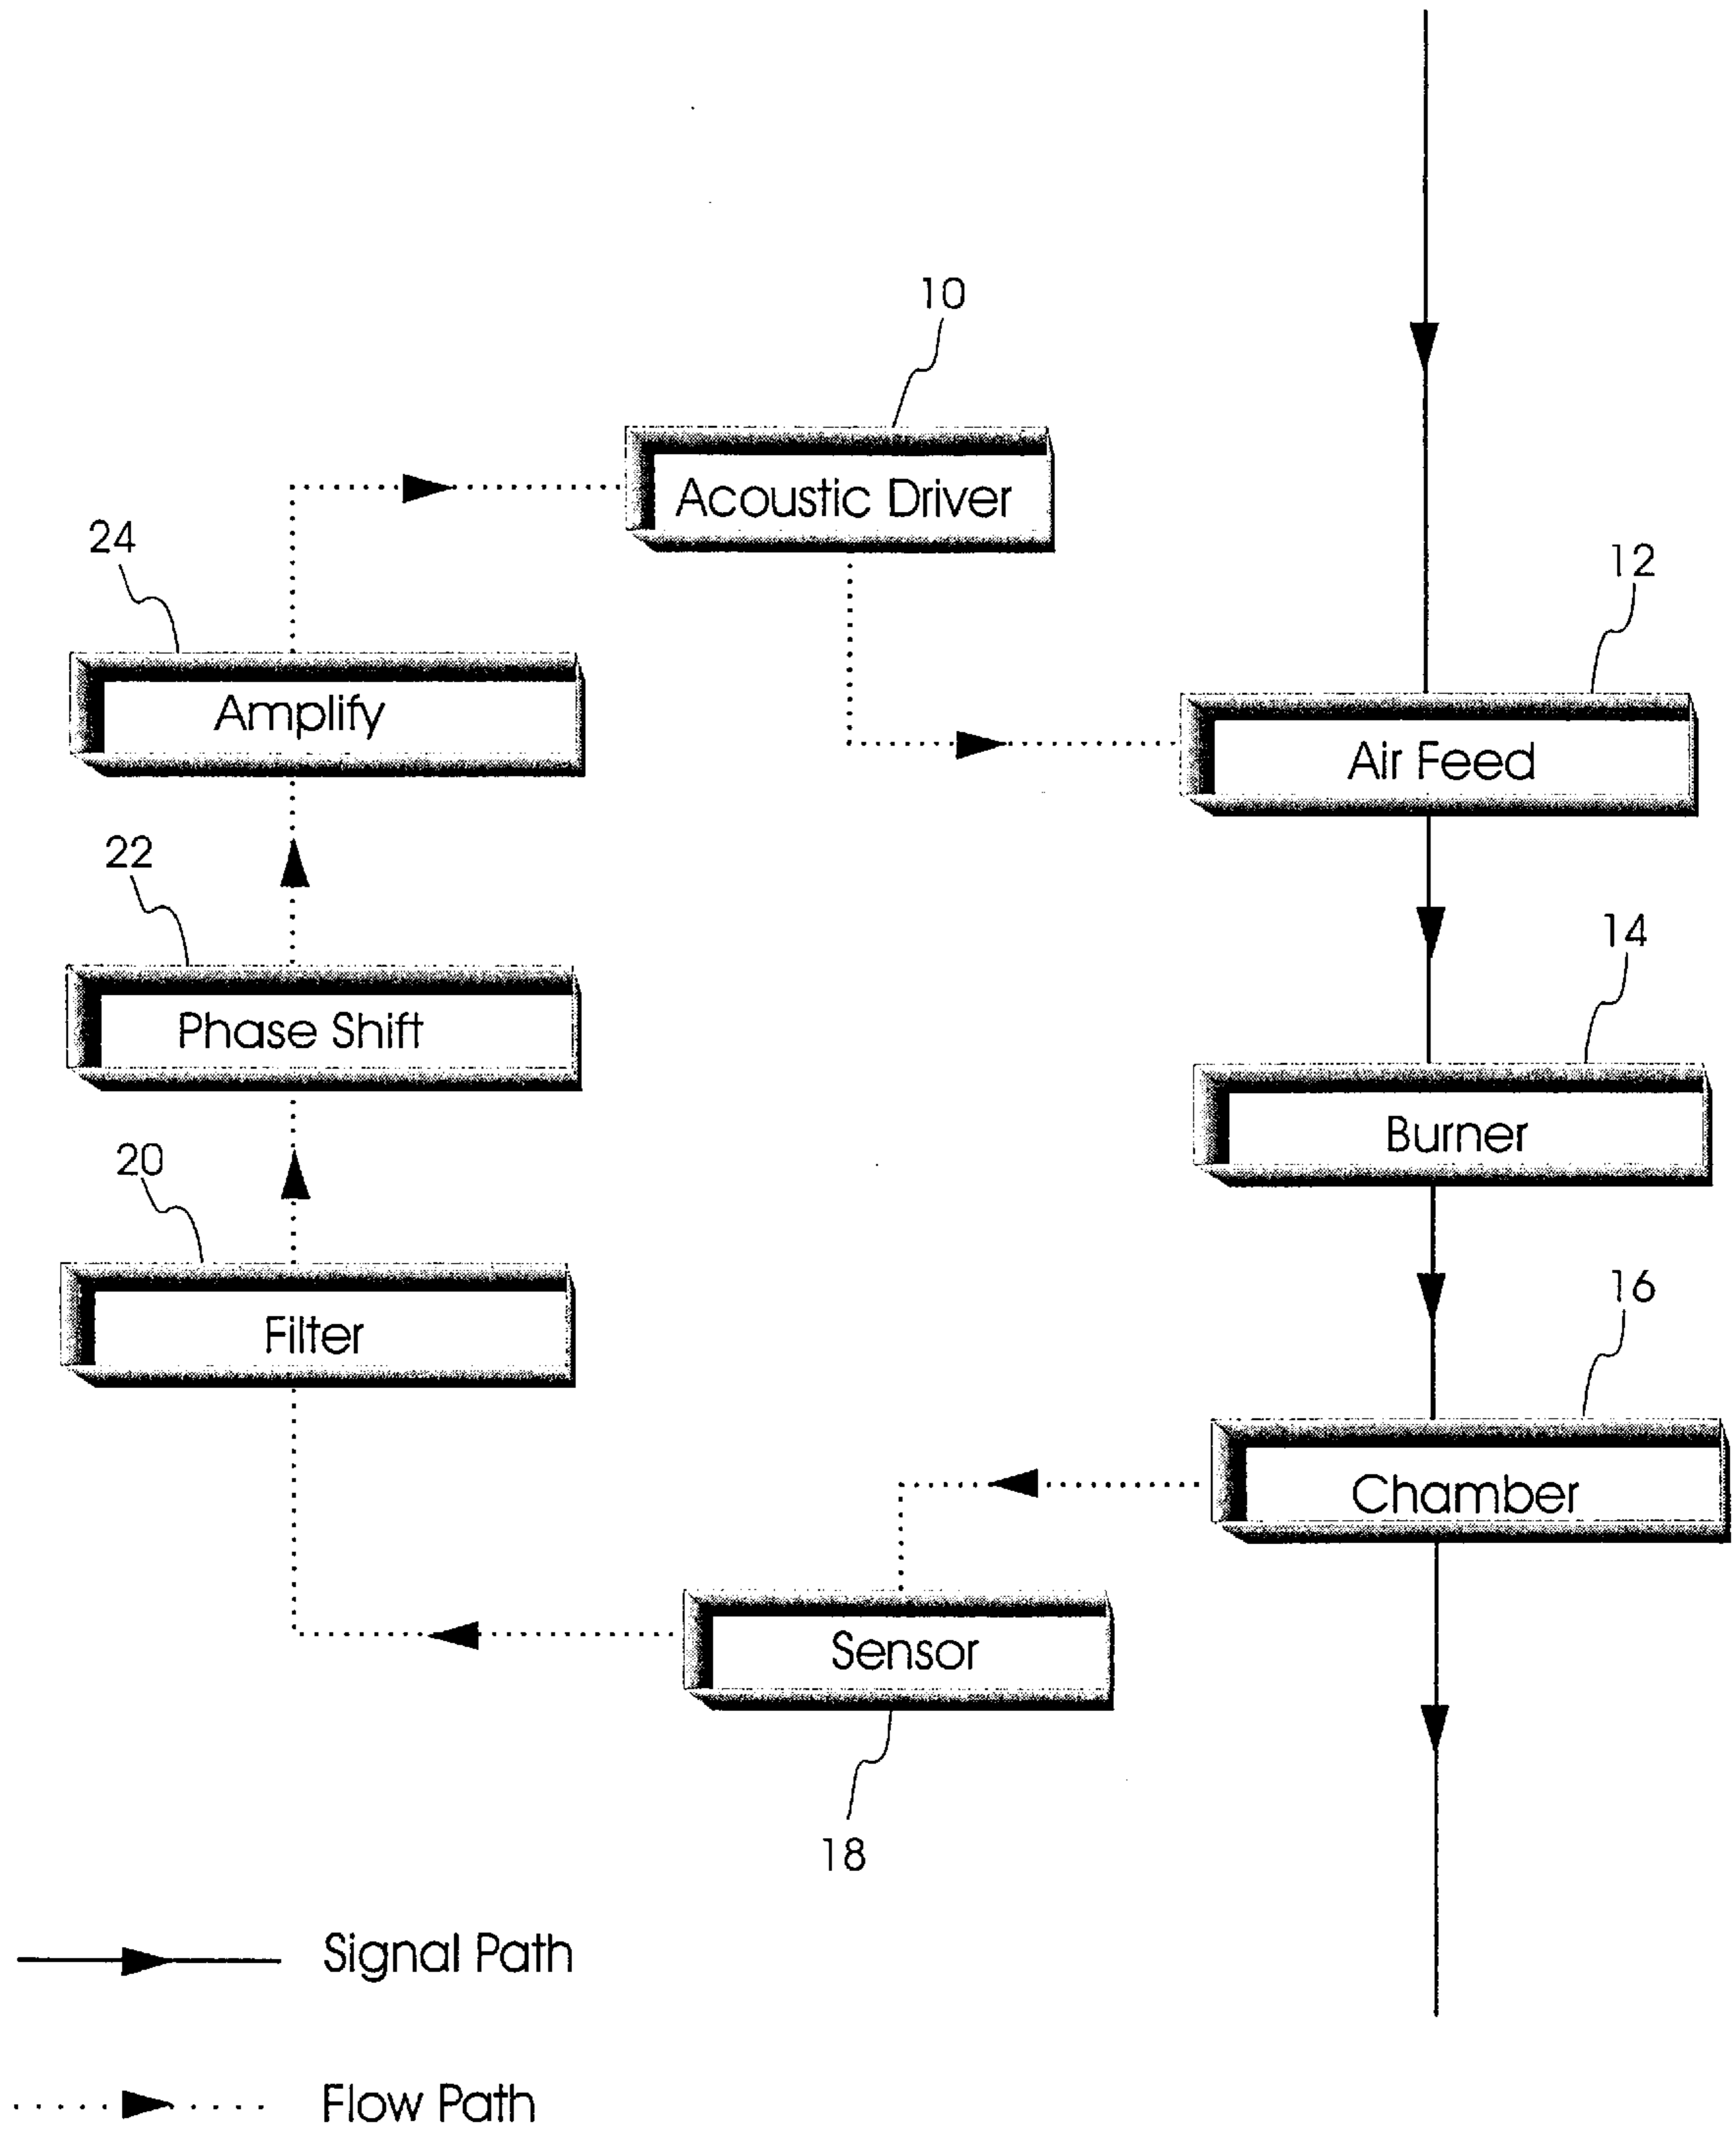 10
Acoustic Driver
24
12
Amplify
Air Feed
22
14
Phase Shift
Burner
20
16
Filter
Chamber
Sensor
18
Signal Path
Flow Path